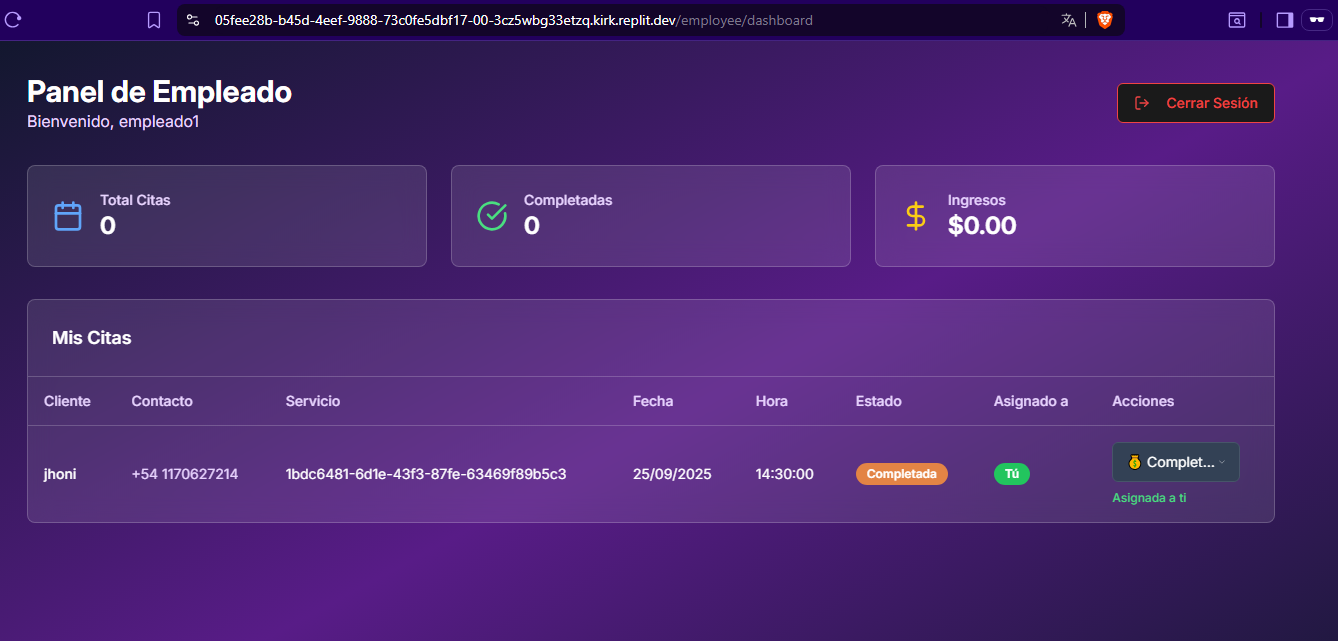 05fee28b-b45d-4eef-9888-73c0fe5dbf17-00-3cz5wbg33etzq.kirk.replit.dev/employee/dashboard
Panel de Empleado
Bienvenido, empleado1
Cerrar Sesión
Total Citas
0
Completadas
0
Ingresos
$0.00
Mis Citas
Cliente Contacto Servicio Fecha Hora Estado Asignado a Acciones
jhoni +54 1170627214 1bdc6481-6d1e-43f3-87fe-63469f89b5c3 25/09/2025 14:30:00 Completada Tú Complet...
Asignada a ti